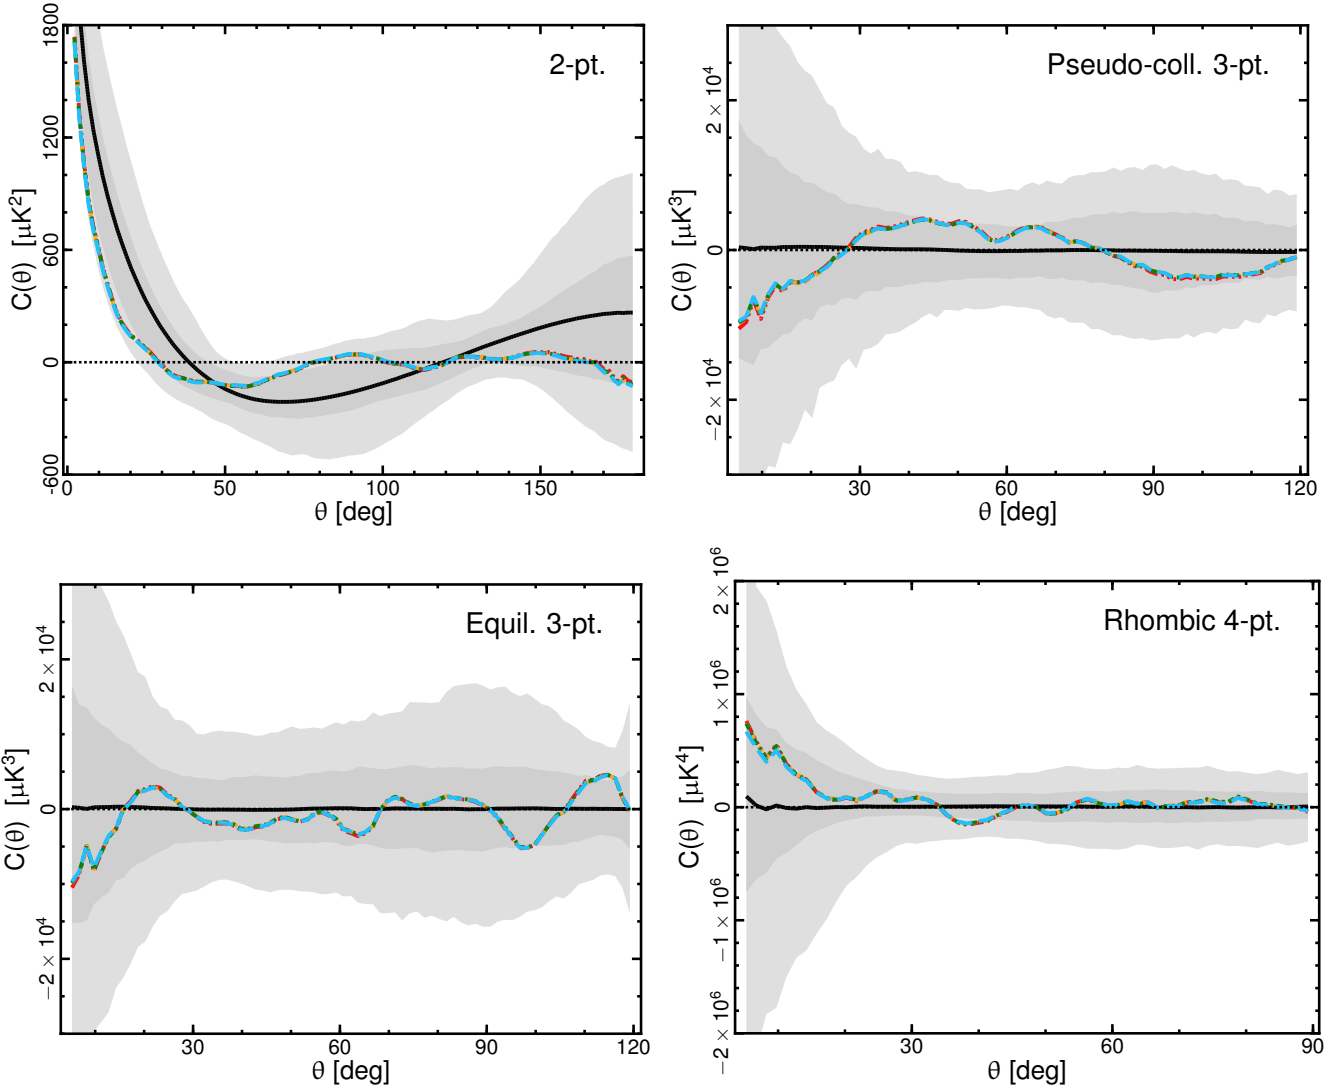 2-pt.
1800
1200
600
0
-600
C(θ) [μK²]
0
50
100
150
θ [deg]
Pseudo-coll. 3-pt.
2 × 10⁴
0
−2 × 10⁴
C(θ) [μK³]
30
60
90
120
θ [deg]
Equil. 3-pt.
2 × 10⁴
0
−2 × 10⁴
C(θ) [μK³]
30
60
90
120
θ [deg]
Rhombic 4-pt.
2 × 10⁶
1 × 10⁶
0
−1 × 10⁶
−2 × 10⁶
C(θ) [μK⁴]
30
60
90
θ [deg]